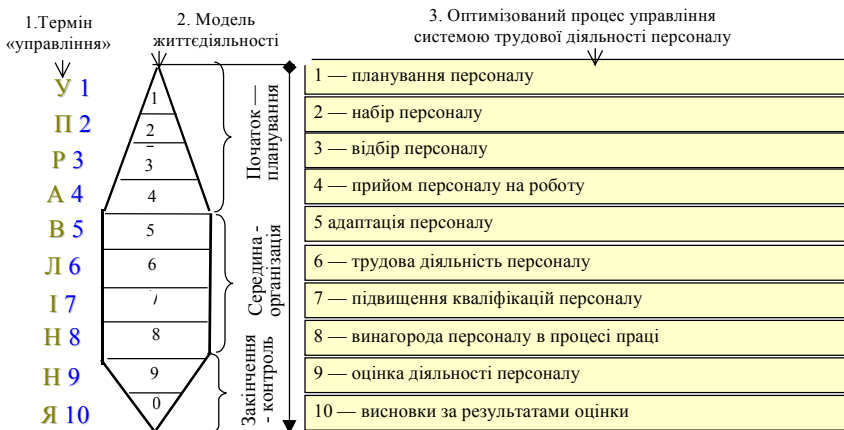 1.Термін
«управління»
2. Модель
життєдіяльності
3. Оптимізований процес управління
системою трудової діяльності персоналу
У 1
П 2
Р 3
А 4
В 5
Л 6
І 7
Н 8
Н 9
Я 10
1
2
3
4
5
6
7
8
9
0
Початок —
планування
Середина -
організація
Закінчення
- контроль
1 — планування персоналу
2 — набір персоналу
3 — відбір персоналу
4 — прийом персоналу на роботу
5 адаптація персоналу
6 — трудова діяльність персоналу
7 — підвищення кваліфікацій персоналу
8 — винагорода персоналу в процесі праці
9 — оцінка діяльності персоналу
10 — висновки за результатами оцінки